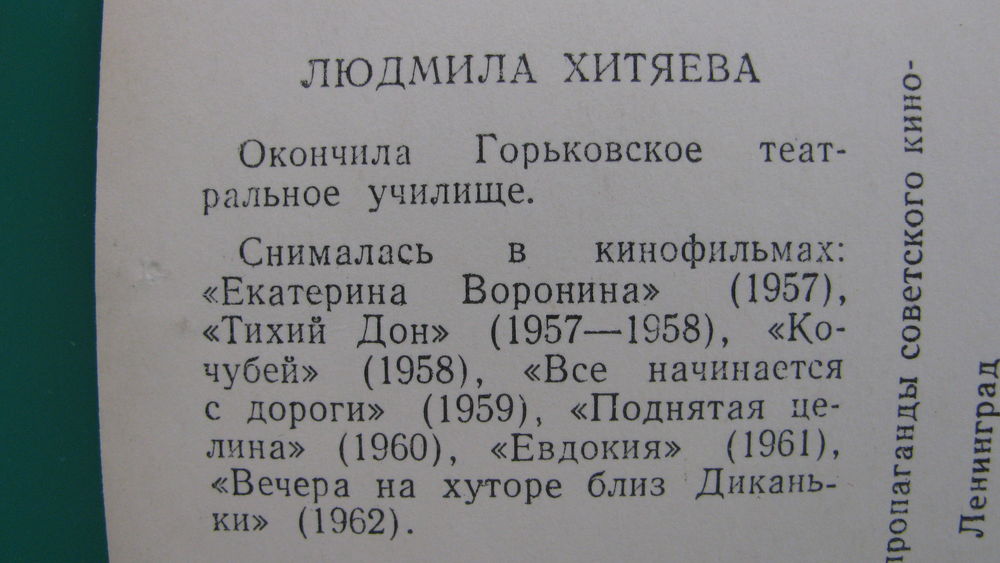 ЛЮДМИЛА ХИТЯЕВА
Окончила Горьковское теат-
ральное училище.
Снималась в кинофильмах:
«Екатерина Воронина» (1957),
«Тихий Дон» (1957—1958), «Ко-
чубей» (1958), «Все начинается
с дороги» (1959), «Поднятая це-
лина» (1960), «Евдокия» (1961),
«Вечера на хуторе близ Дикань-
ки» (1962).
пропаганды советского кино-
Ленинград